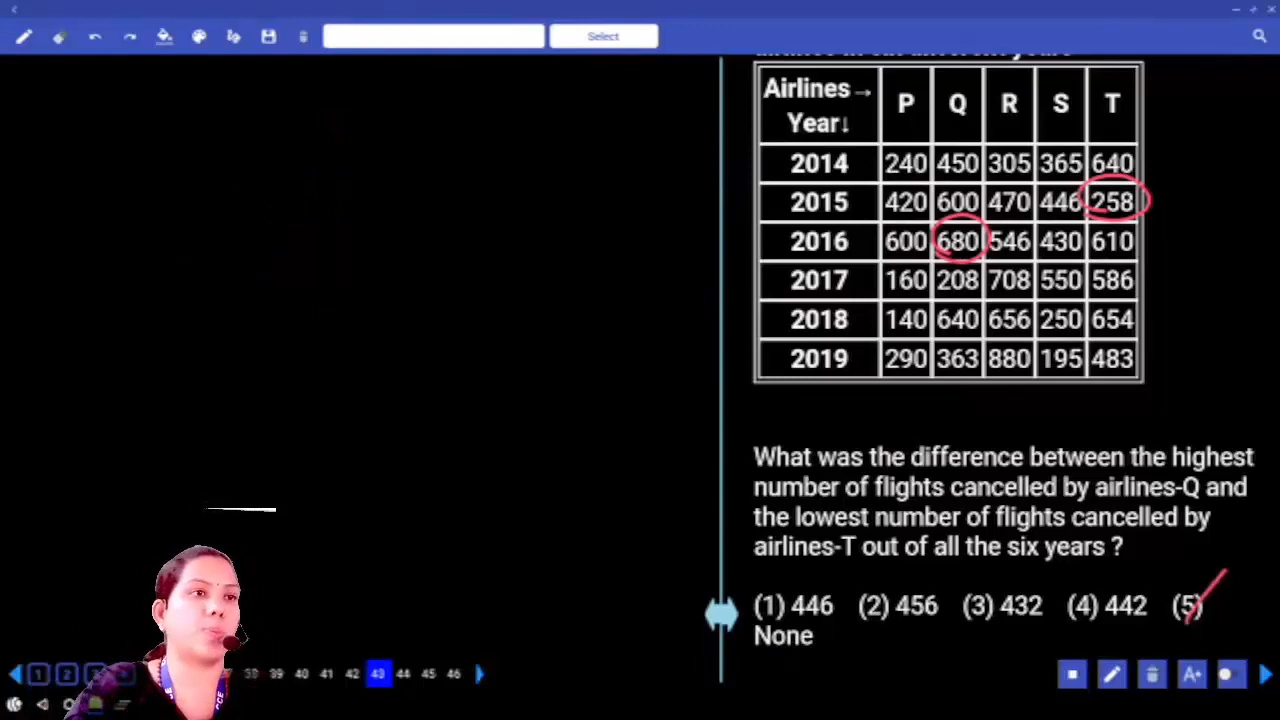 Select
Airlines→ P Q R S T
Year↓
2014 240 450 305 365 640
2015 420 600 470 446 258
2016 600 680 546 430 610
2017 160 208 708 550 586
2018 140 640 656 250 654
2019 290 363 880 195 483
What was the difference between the highest
number of flights cancelled by airlines-Q and
the lowest number of flights cancelled by
airlines-T out of all the six years ?
(1) 446 (2) 456 (3) 432 (4) 442 (5)
None
1 2 38 39 40 41 42 43 44 45 46
A+